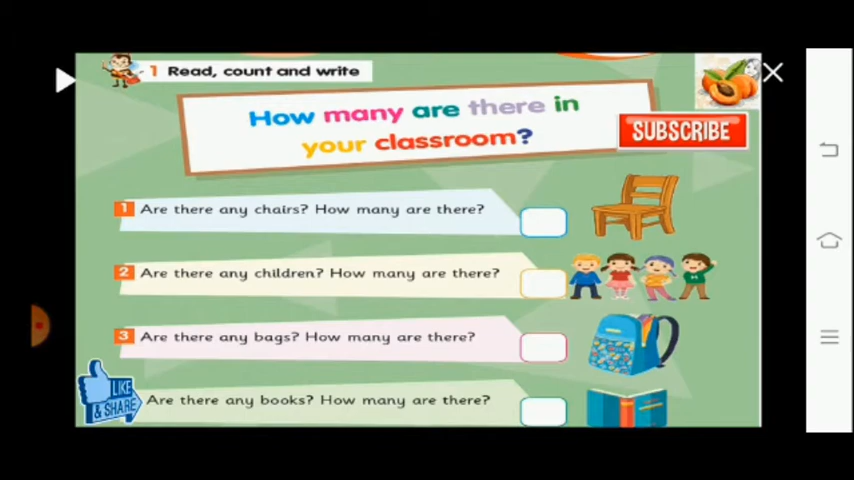 1 Read, count and write
How many are there in
your classroom?
SUBSCRIBE
1 Are there any chairs? How many are there?
2 Are there any children? How many are there?
3 Are there any bags? How many are there?
Are there any books? How many are there?
LIKE
& SHARE